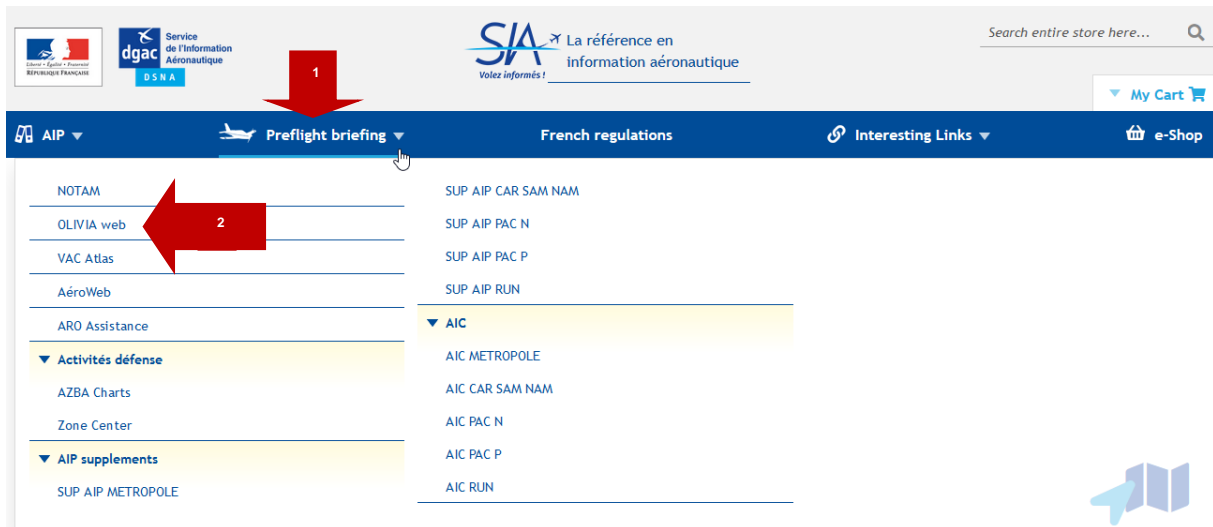 Liberté • Égalité • Fraternité
RÉPUBLIQUE FRANÇAISE
dgac
DSNA
Service
de l'Information
Aéronautique
1
SIA
Volez informés !
La référence en
information aéronautique
Search entire store here...
My Cart
AIP
Preflight briefing
French regulations
Interesting Links
e-Shop
NOTAM
OLIVIA web
2
VAC Atlas
AéroWeb
ARO Assistance
Activités défense
AZBA Charts
Zone Center
AIP supplements
SUP AIP METROPOLE
SUP AIP CAR SAM NAM
SUP AIP PAC N
SUP AIP PAC P
SUP AIP RUN
AIC
AIC METROPOLE
AIC CAR SAM NAM
AIC PAC N
AIC PAC P
AIC RUN